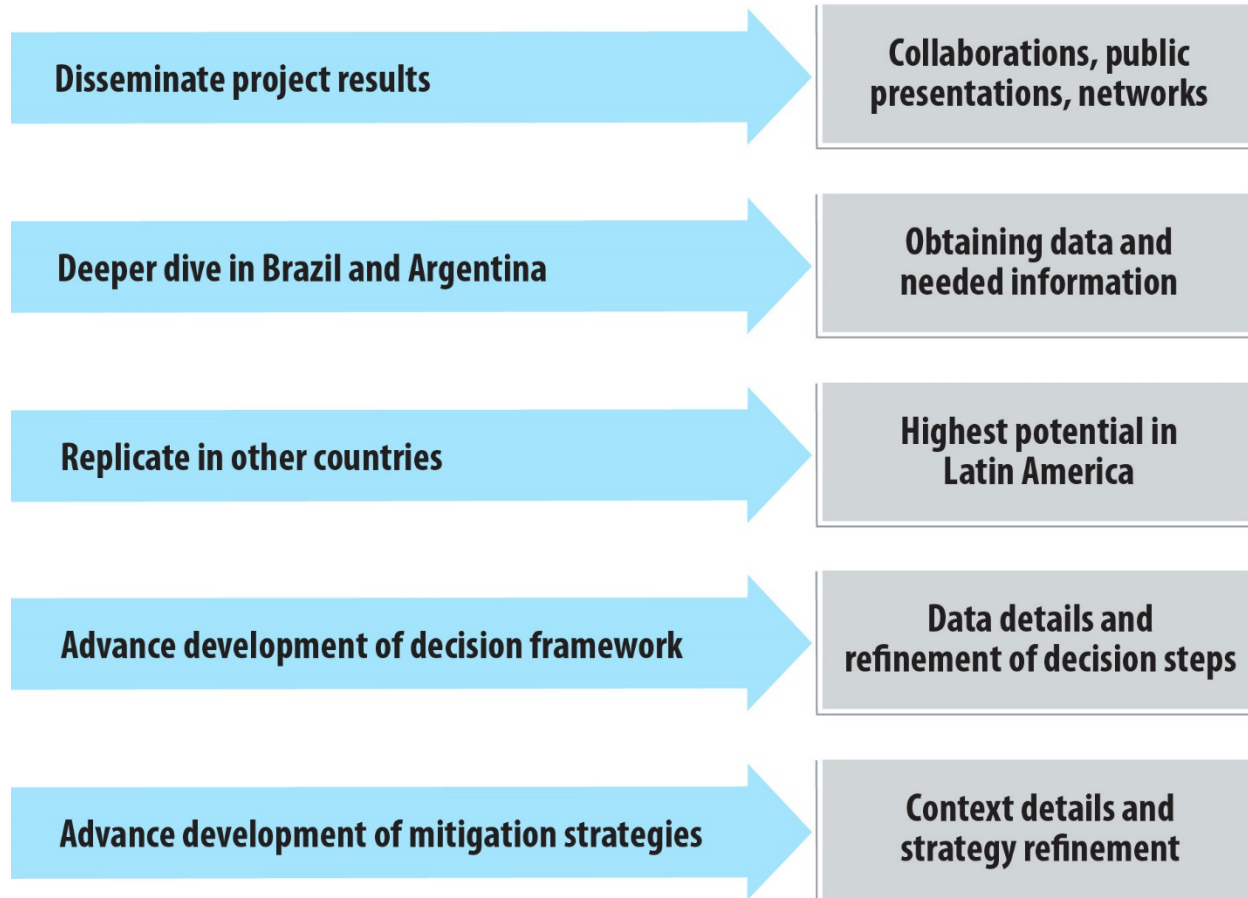 Disseminate project results
Collaborations, public
presentations, networks
Deeper dive in Brazil and Argentina
Obtaining data and
needed information
Replicate in other countries
Highest potential in
Latin America
Advance development of decision framework
Data details and
refinement of decision steps
Advance development of mitigation strategies
Context details and
strategy refinement